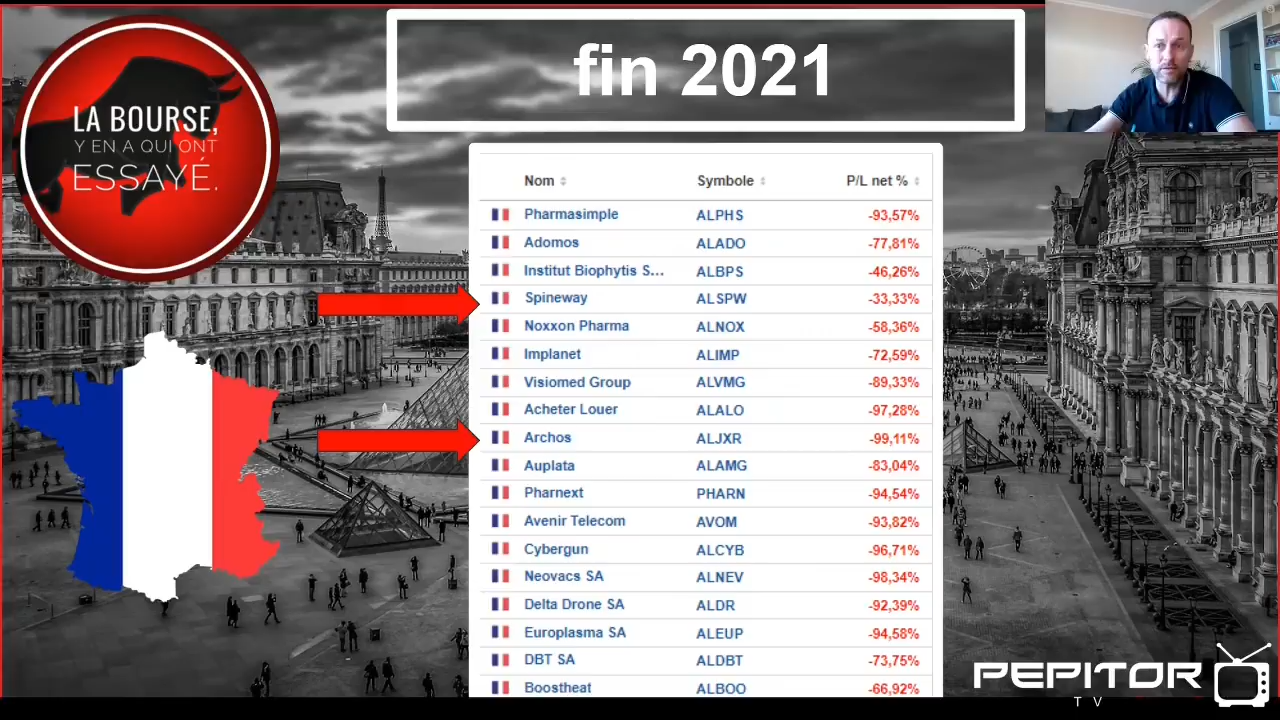 LA BOURSE,
Y EN A QUI ONT
ESSAYÉ.
fin 2021
Nom Symbole P/L net %
Pharmasimple ALPHS -93,57%
Adomos ALADO -77,81%
Institut Biophytis S... ALBPS -46,26%
Spineway ALSPW -33,33%
Noxxon Pharma ALNOX -58,36%
Implanet ALIMP -72,59%
Visiomed Group ALVMG -89,33%
Acheter Louer ALALO -97,28%
Archos ALJXR -99,11%
Auplata ALAMG -83,04%
Pharnext PHARN -94,54%
Avenir Telecom AVOM -93,82%
Cybergun ALCYB -96,71%
Neovacs SA ALNEV -98,34%
Delta Drone SA ALDR -92,39%
Europlasma SA ALEUP -94,58%
DBT SA ALDBT -73,75%
Boostheat ALBOO -66,92%
PEPITOR
TV